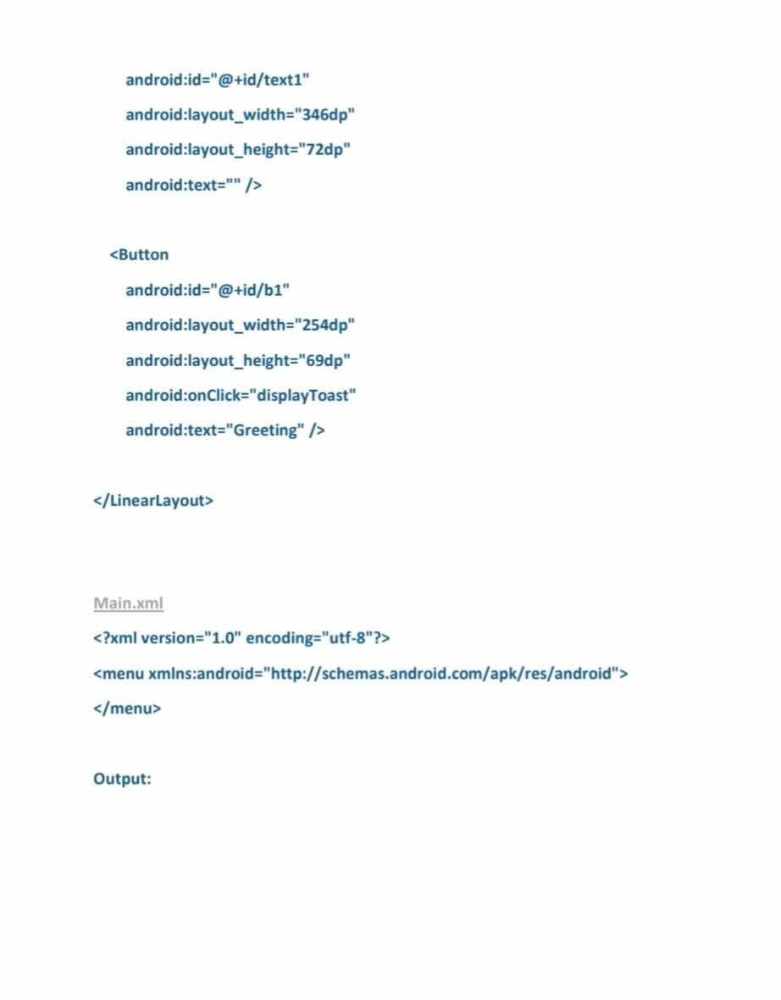 android:id="@+id/text1"
android:layout_width="346dp"
android:layout_height="72dp"
android:text="" />
<Button
android:id="@+id/b1"
android:layout_width="254dp"
android:layout_height="69dp"
android:onClick="displayToast"
android:text="Greeting" />
</LinearLayout>
Main.xml
<?xml version="1.0" encoding="utf-8"?>
<menu xmlns:android="http://schemas.android.com/apk/res/android">
</menu>
Output: